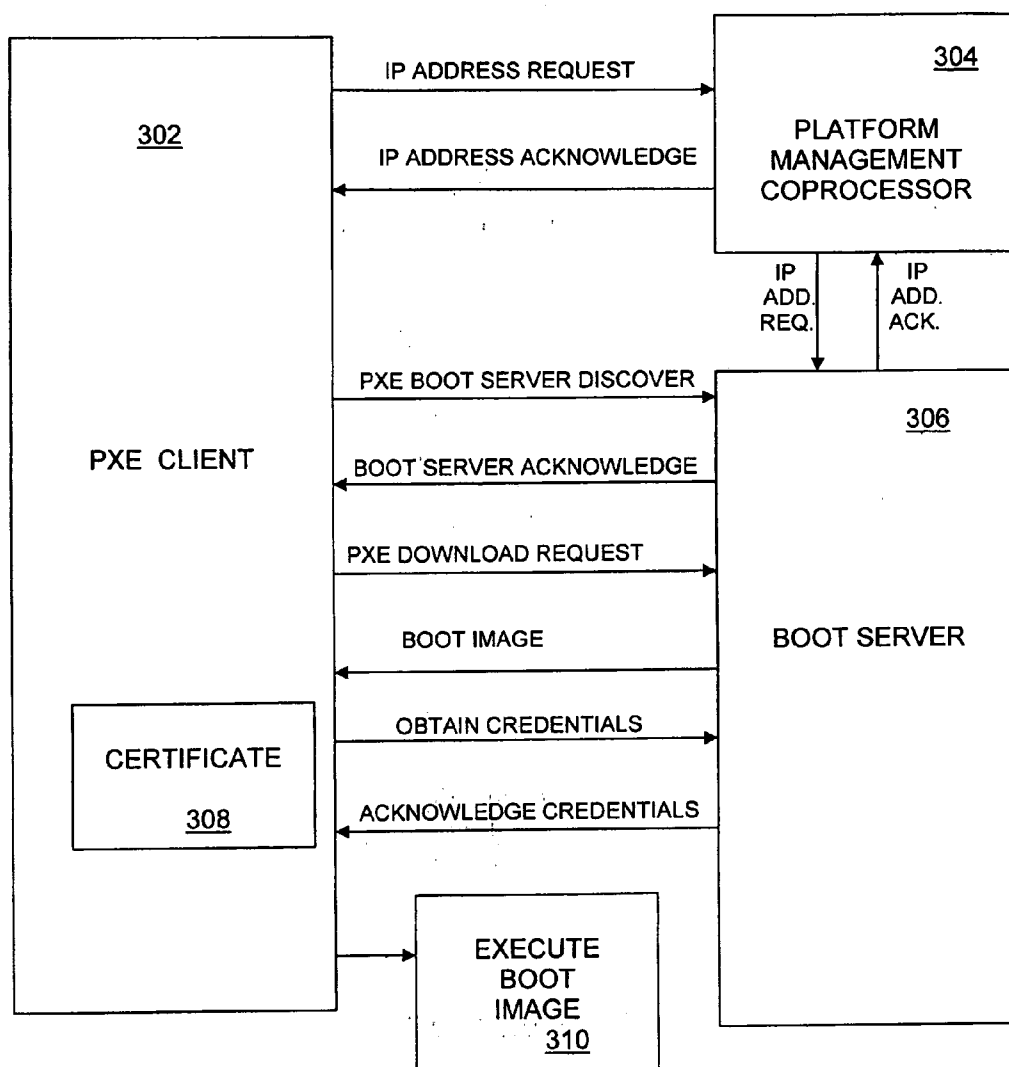 IP ADDRESS REQUEST
304
302
PLATFORM
MANAGEMENT
COPROCESSOR
IP ADDRESS ACKNOWLEDGE
IP
ADD.
REQ.
IP
ADD.
ACK.
PXE BOOT SERVER DISCOVER
306
PXE CLIENT
BOOT SERVER ACKNOWLEDGE
PXE DOWNLOAD REQUEST
BOOT IMAGE
BOOT SERVER
OBTAIN CREDENTIALS
CERTIFICATE
308
ACKNOWLEDGE CREDENTIALS
EXECUTE
BOOT
IMAGE
310